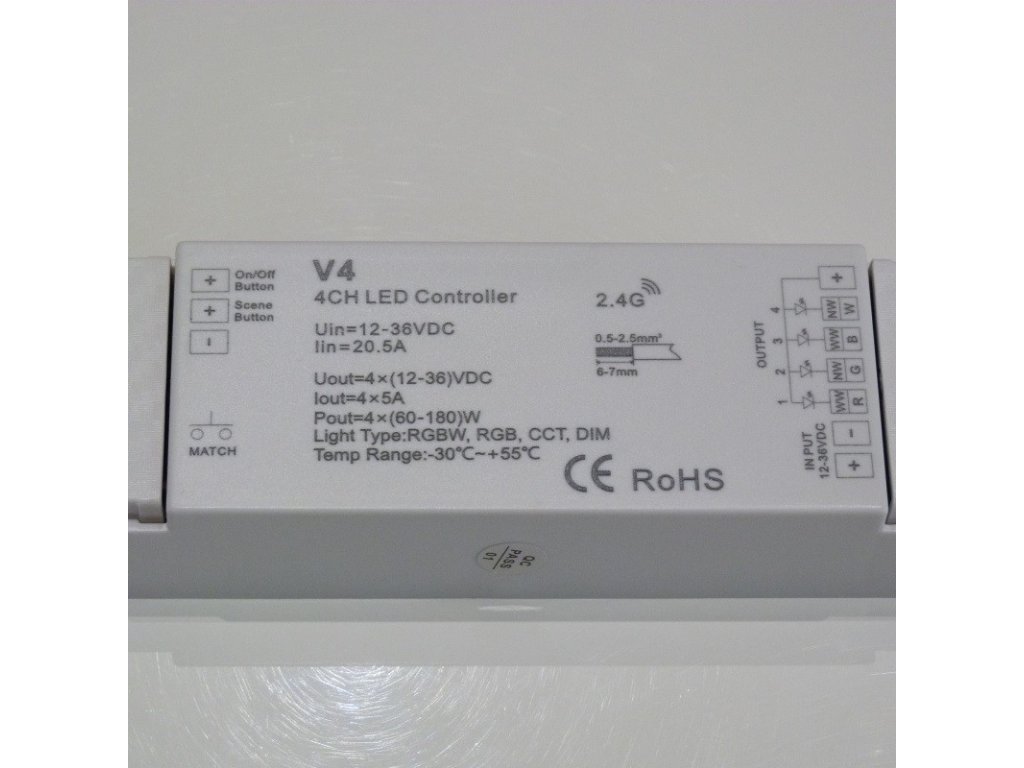 V4
4CH LED Controller
Uin=12-36VDC
Iin=20.5A
Uout=4×(12-36)VDC
Iout=4×5A
Pout=4×(60-180)W
Light Type:RGBW, RGB, CCT, DIM
Temp Range:-30℃~+55℃
+ On/Off
Button
+ Scene
Button
-
MATCH
2.4G
0.5-2.5mm²
6-7mm
CE RoHS
OUTPUT
+
4 NW W
3 WW B
2 NW G
1 WW R
IN PUT
12-36VDC
-
+
QC
PASS
01